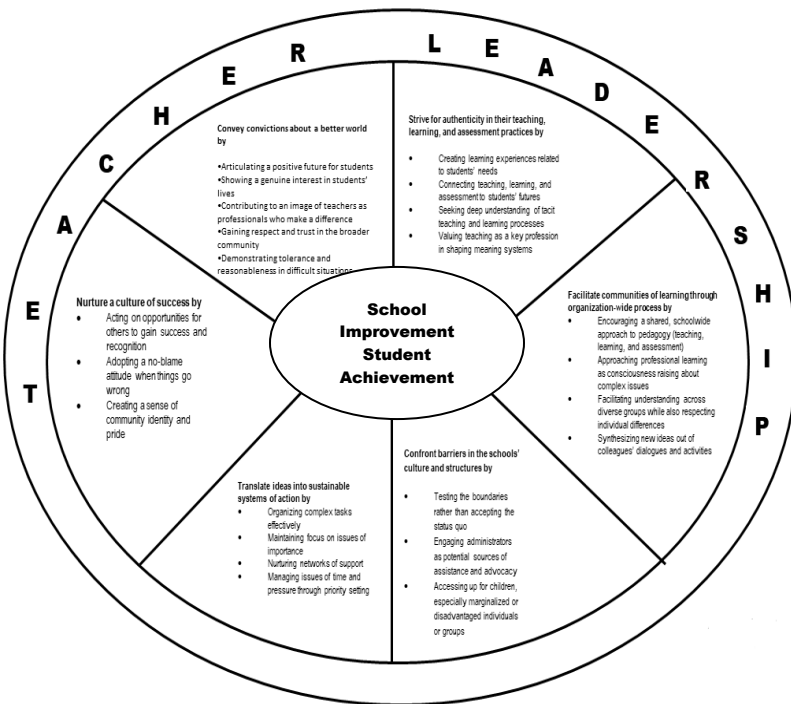 TEACHER LEADERSHIP
Convey convictions about a better world
by
•Articulating a positive future for students
•Showing a genuine interest in students'
lives
•Contributing to an image of teachers as
professionals who make a difference
•Gaining respect and trust in the broader
community
•Demonstrating tolerance and
reasonableness in difficult situations
Strive for authenticity in their teaching,
learning, and assessment practices by
• Creating learning experiences related
to students' needs
• Connecting teaching, learning, and
assessment to students' futures
• Seeking deep understanding of tacit
teaching and learning processes
• Valuing teaching as a key profession
in shaping meaning systems
Nurture a culture of success by
• Acting on opportunities for
others to gain success and
recognition
• Adopting a no-blame
attitude when things go
wrong
• Creating a sense of
community identity and
pride
School
Improvement
Student
Achievement
Facilitate communities of learning through
organization-wide process by
• Encouraging a shared, schoolwide
approach to pedagogy (teaching,
learning, and assessment)
• Approaching professional learning
as consciousness raising about
complex issues
• Facilitating understanding across
diverse groups while also respecting
individual differences
• Synthesizing new ideas out of
colleagues' dialogues and activities
Translate ideas into sustainable
systems of action by
• Organizing complex tasks
effectively
• Maintaining focus on issues of
importance
• Nurturing networks of support
• Managing issues of time and
pressure through priority setting
Confront barriers in the schools'
culture and structures by
• Testing the boundaries
rather than accepting the
status quo
• Engaging administrators
as potential sources of
assistance and advocacy
• Accessing up for children,
especially marginalized or
disadvantaged individuals
or groups